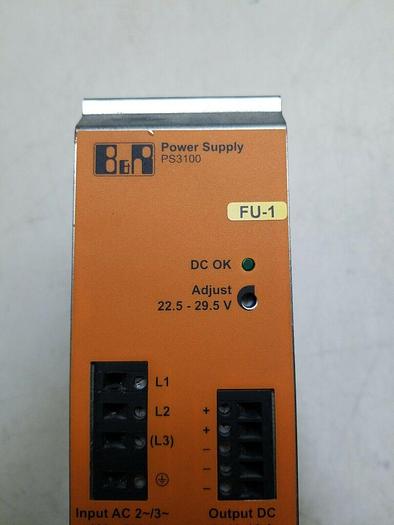 B&R
Power Supply
PS3100
FU-1
DC OK
Adjust
22.5 - 29.5 V
L1
L2
(L3)
+
+
–
–
–
Input AC 2~/3~
Output DC